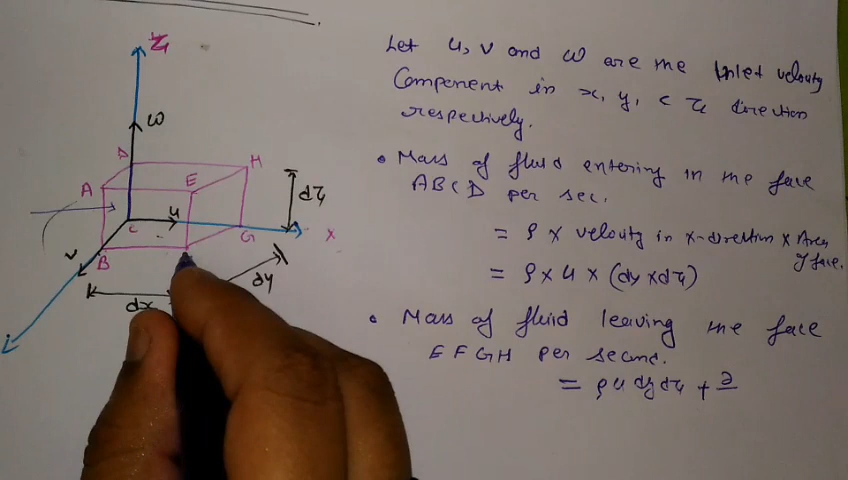 Z
w
D
H
A
E
dz
u
C
G
x
v
B
dy
dx
Let u, v and w are the Inlet velocity
Component in x, y, & z direction
respectively.
• Mass of fluid entering in the face
ABCD per sec.
= ρ × velocity in x-direction × Area
of face.
= ρ × u × (dy × dz)
• Mass of fluid leaving the face
EFGH per second.
= ρ u dy dz + ∂